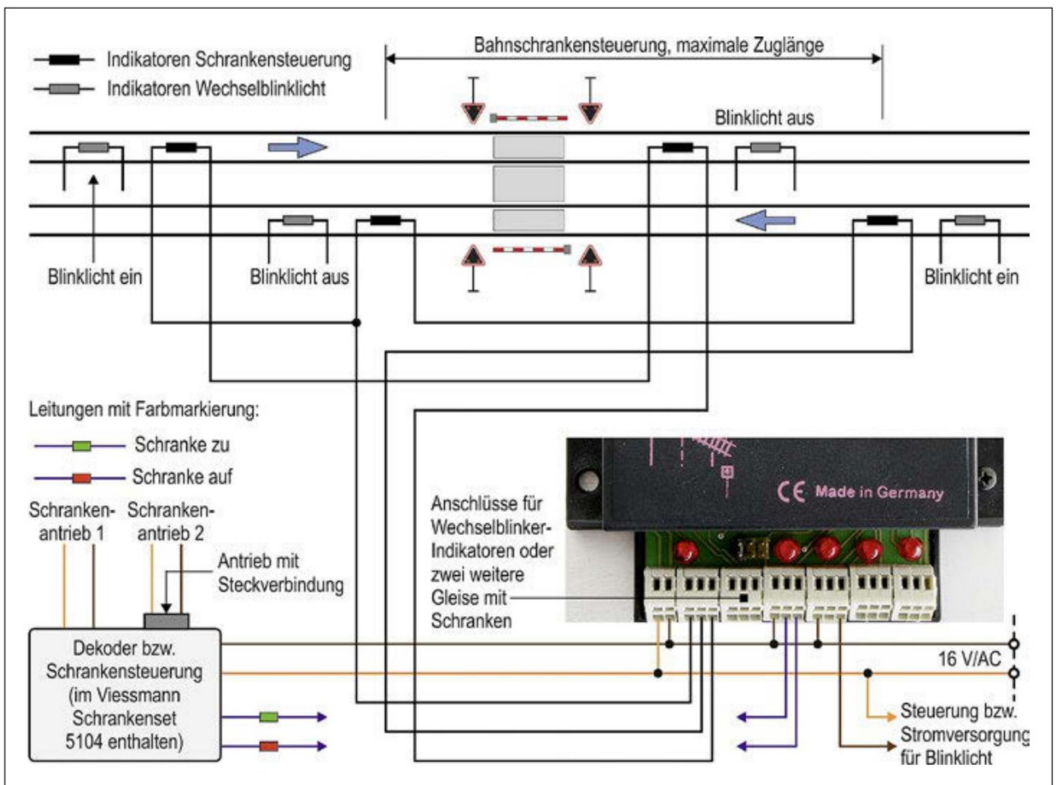 Indikatoren Schrankensteuerung
Indikatoren Wechselblinklicht
Bahnschrankensteuerung, maximale Zuglänge
Blinklicht aus
Blinklicht ein
Blinklicht aus
Blinklicht ein
Leitungen mit Farbmarkierung:
Schranke zu
Schranke auf
Schranken-
antrieb 1
Schranken-
antrieb 2
Antrieb mit
Steckverbindung
Dekoder bzw.
Schrankensteuerung
(im Viessmann
Schrankenset
5104 enthalten)
Anschlüsse für
Wechselblinker-
Indikatoren oder
zwei weitere
Gleise mit
Schranken
CE Made in Germany
16 V/AC
Steuerung bzw.
Stromversorgung
für Blinklicht